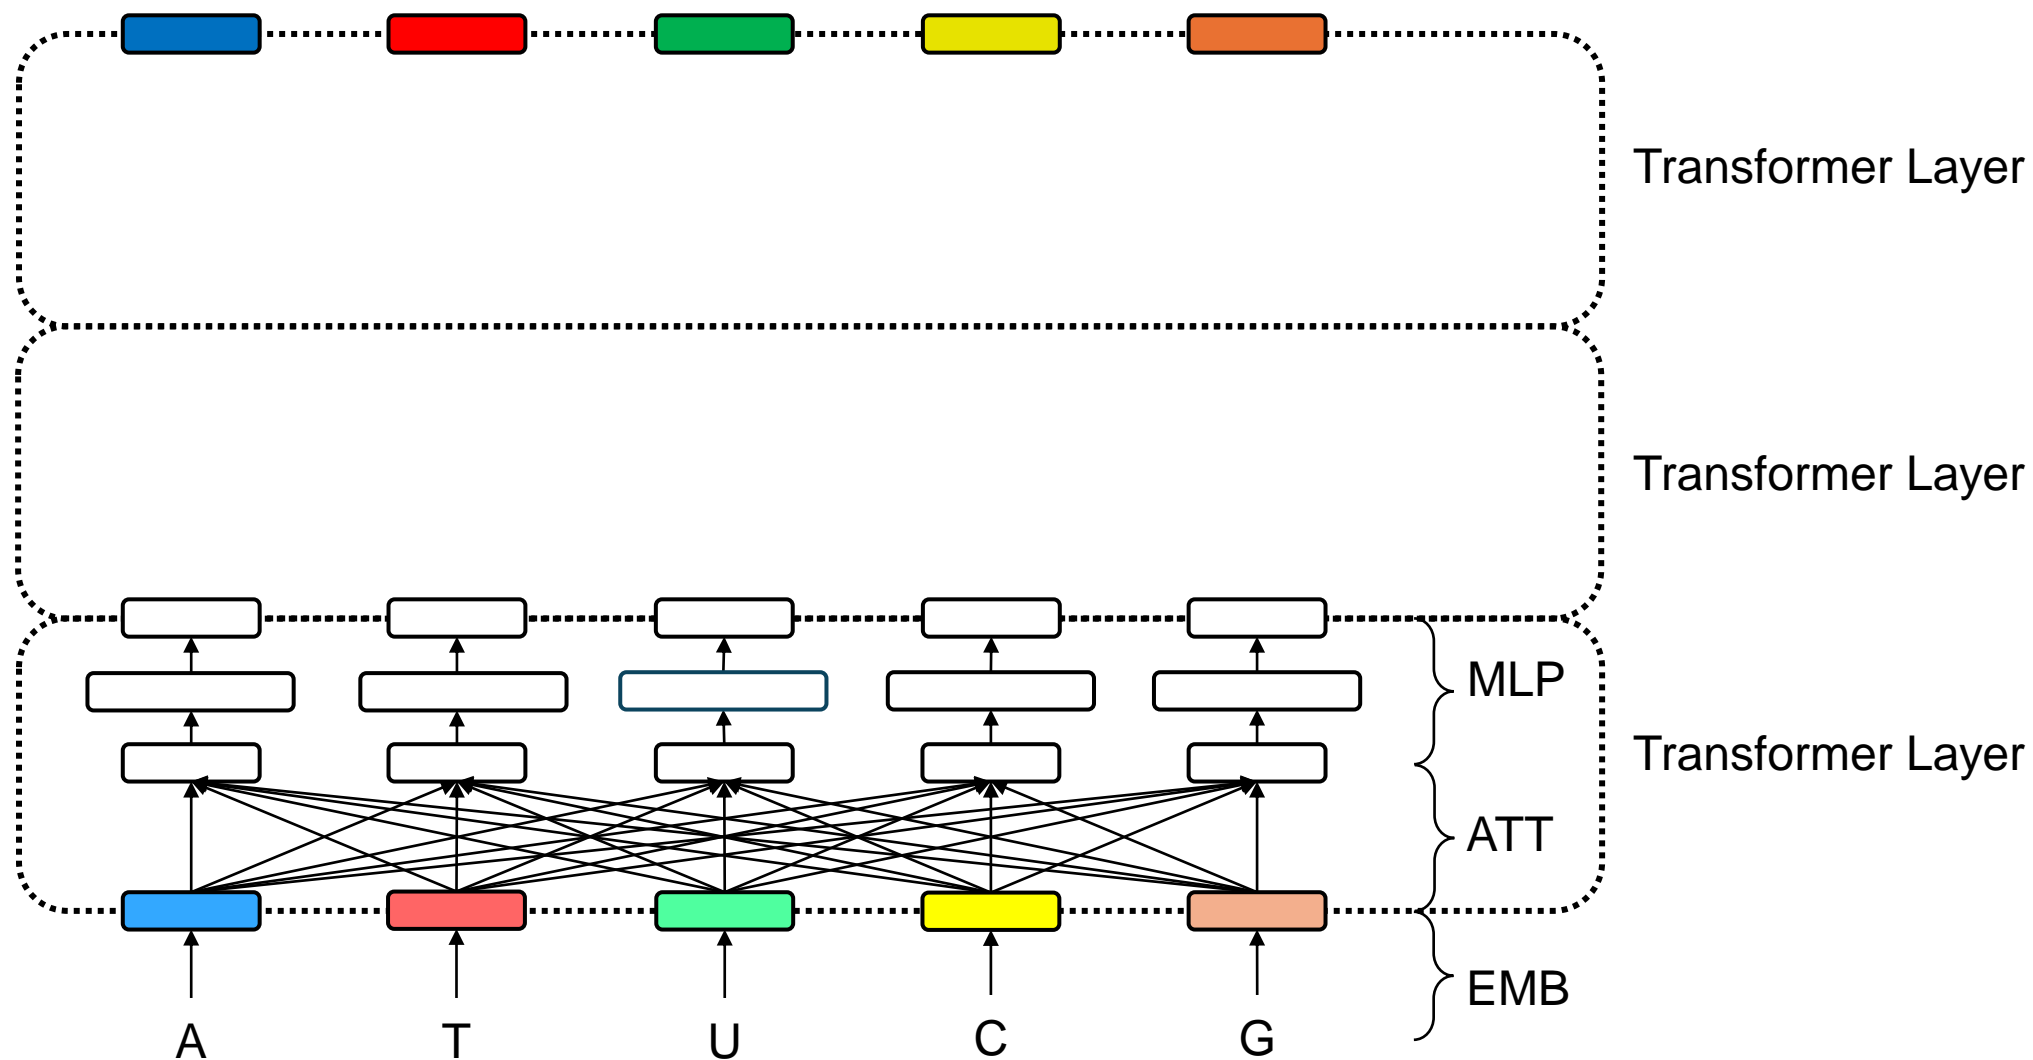 Transformer Layer
Transformer Layer
MLP
Transformer Layer
ATT
EMB
A T U C G